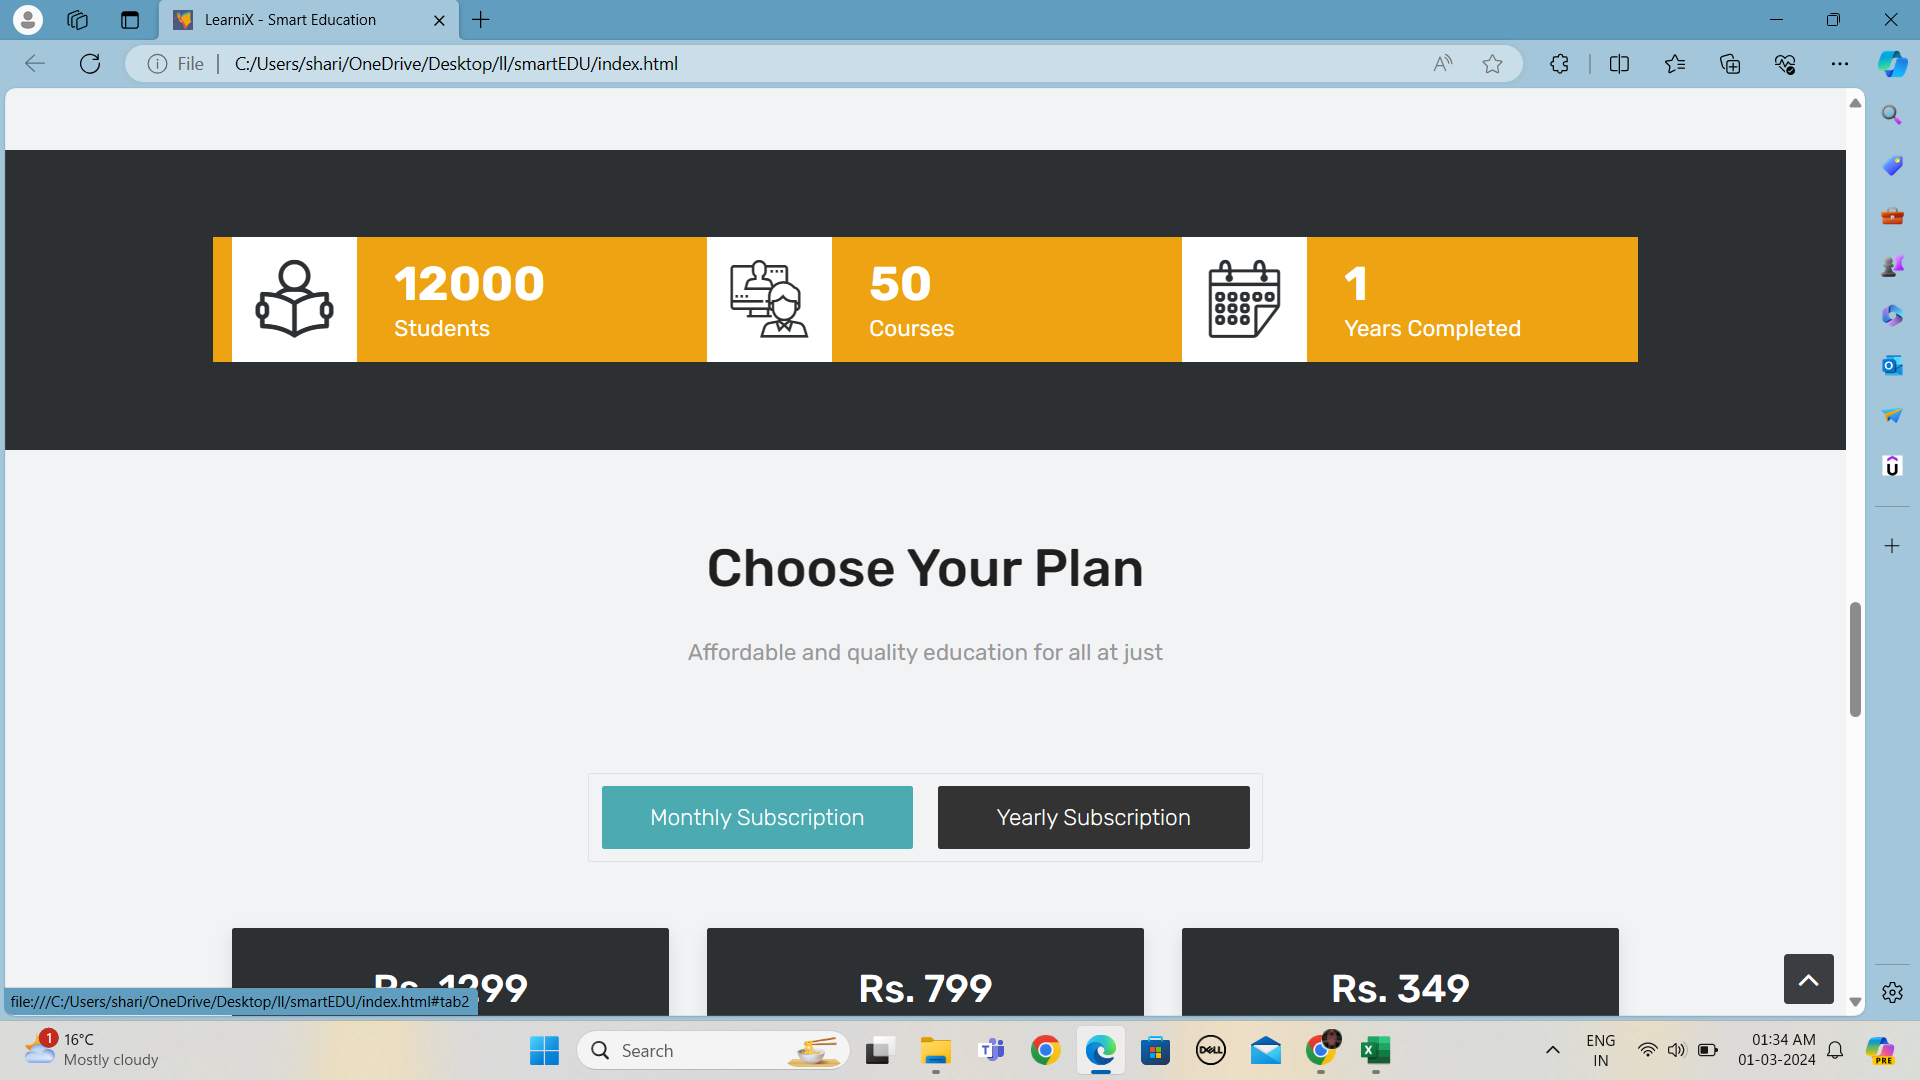 LearniX - Smart Education
File
C:/Users/shari/OneDrive/Desktop/ll/smartEDU/index.html
12000
Students
50
Courses
1
Years Completed
Choose Your Plan
Affordable and quality education for all at just
Monthly Subscription
Yearly Subscription
Rs. 1299
Rs. 799
Rs. 349
file:///C:/Users/shari/OneDrive/Desktop/ll/smartEDU/index.html#tab2
1
16°C
Mostly cloudy
Search
DELL
ENG
IN
01:34 AM
01-03-2024
PRE